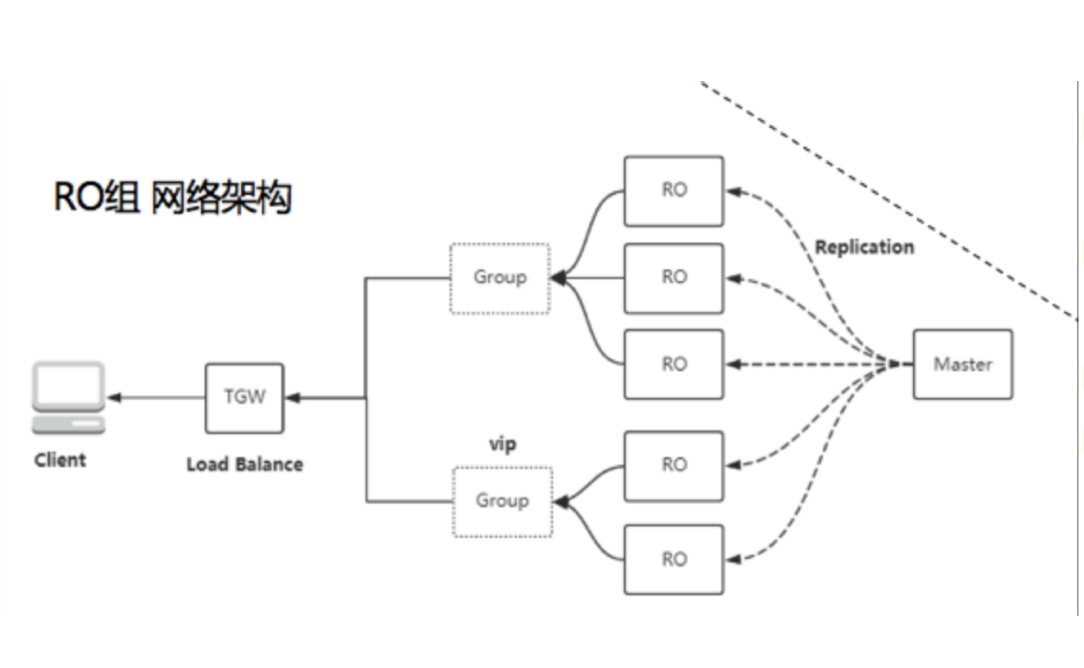 RO组 网络架构
RO
Replication
Group
RO
RO
Master
TGW
Client
Load Balance
vip
Group
RO
RO